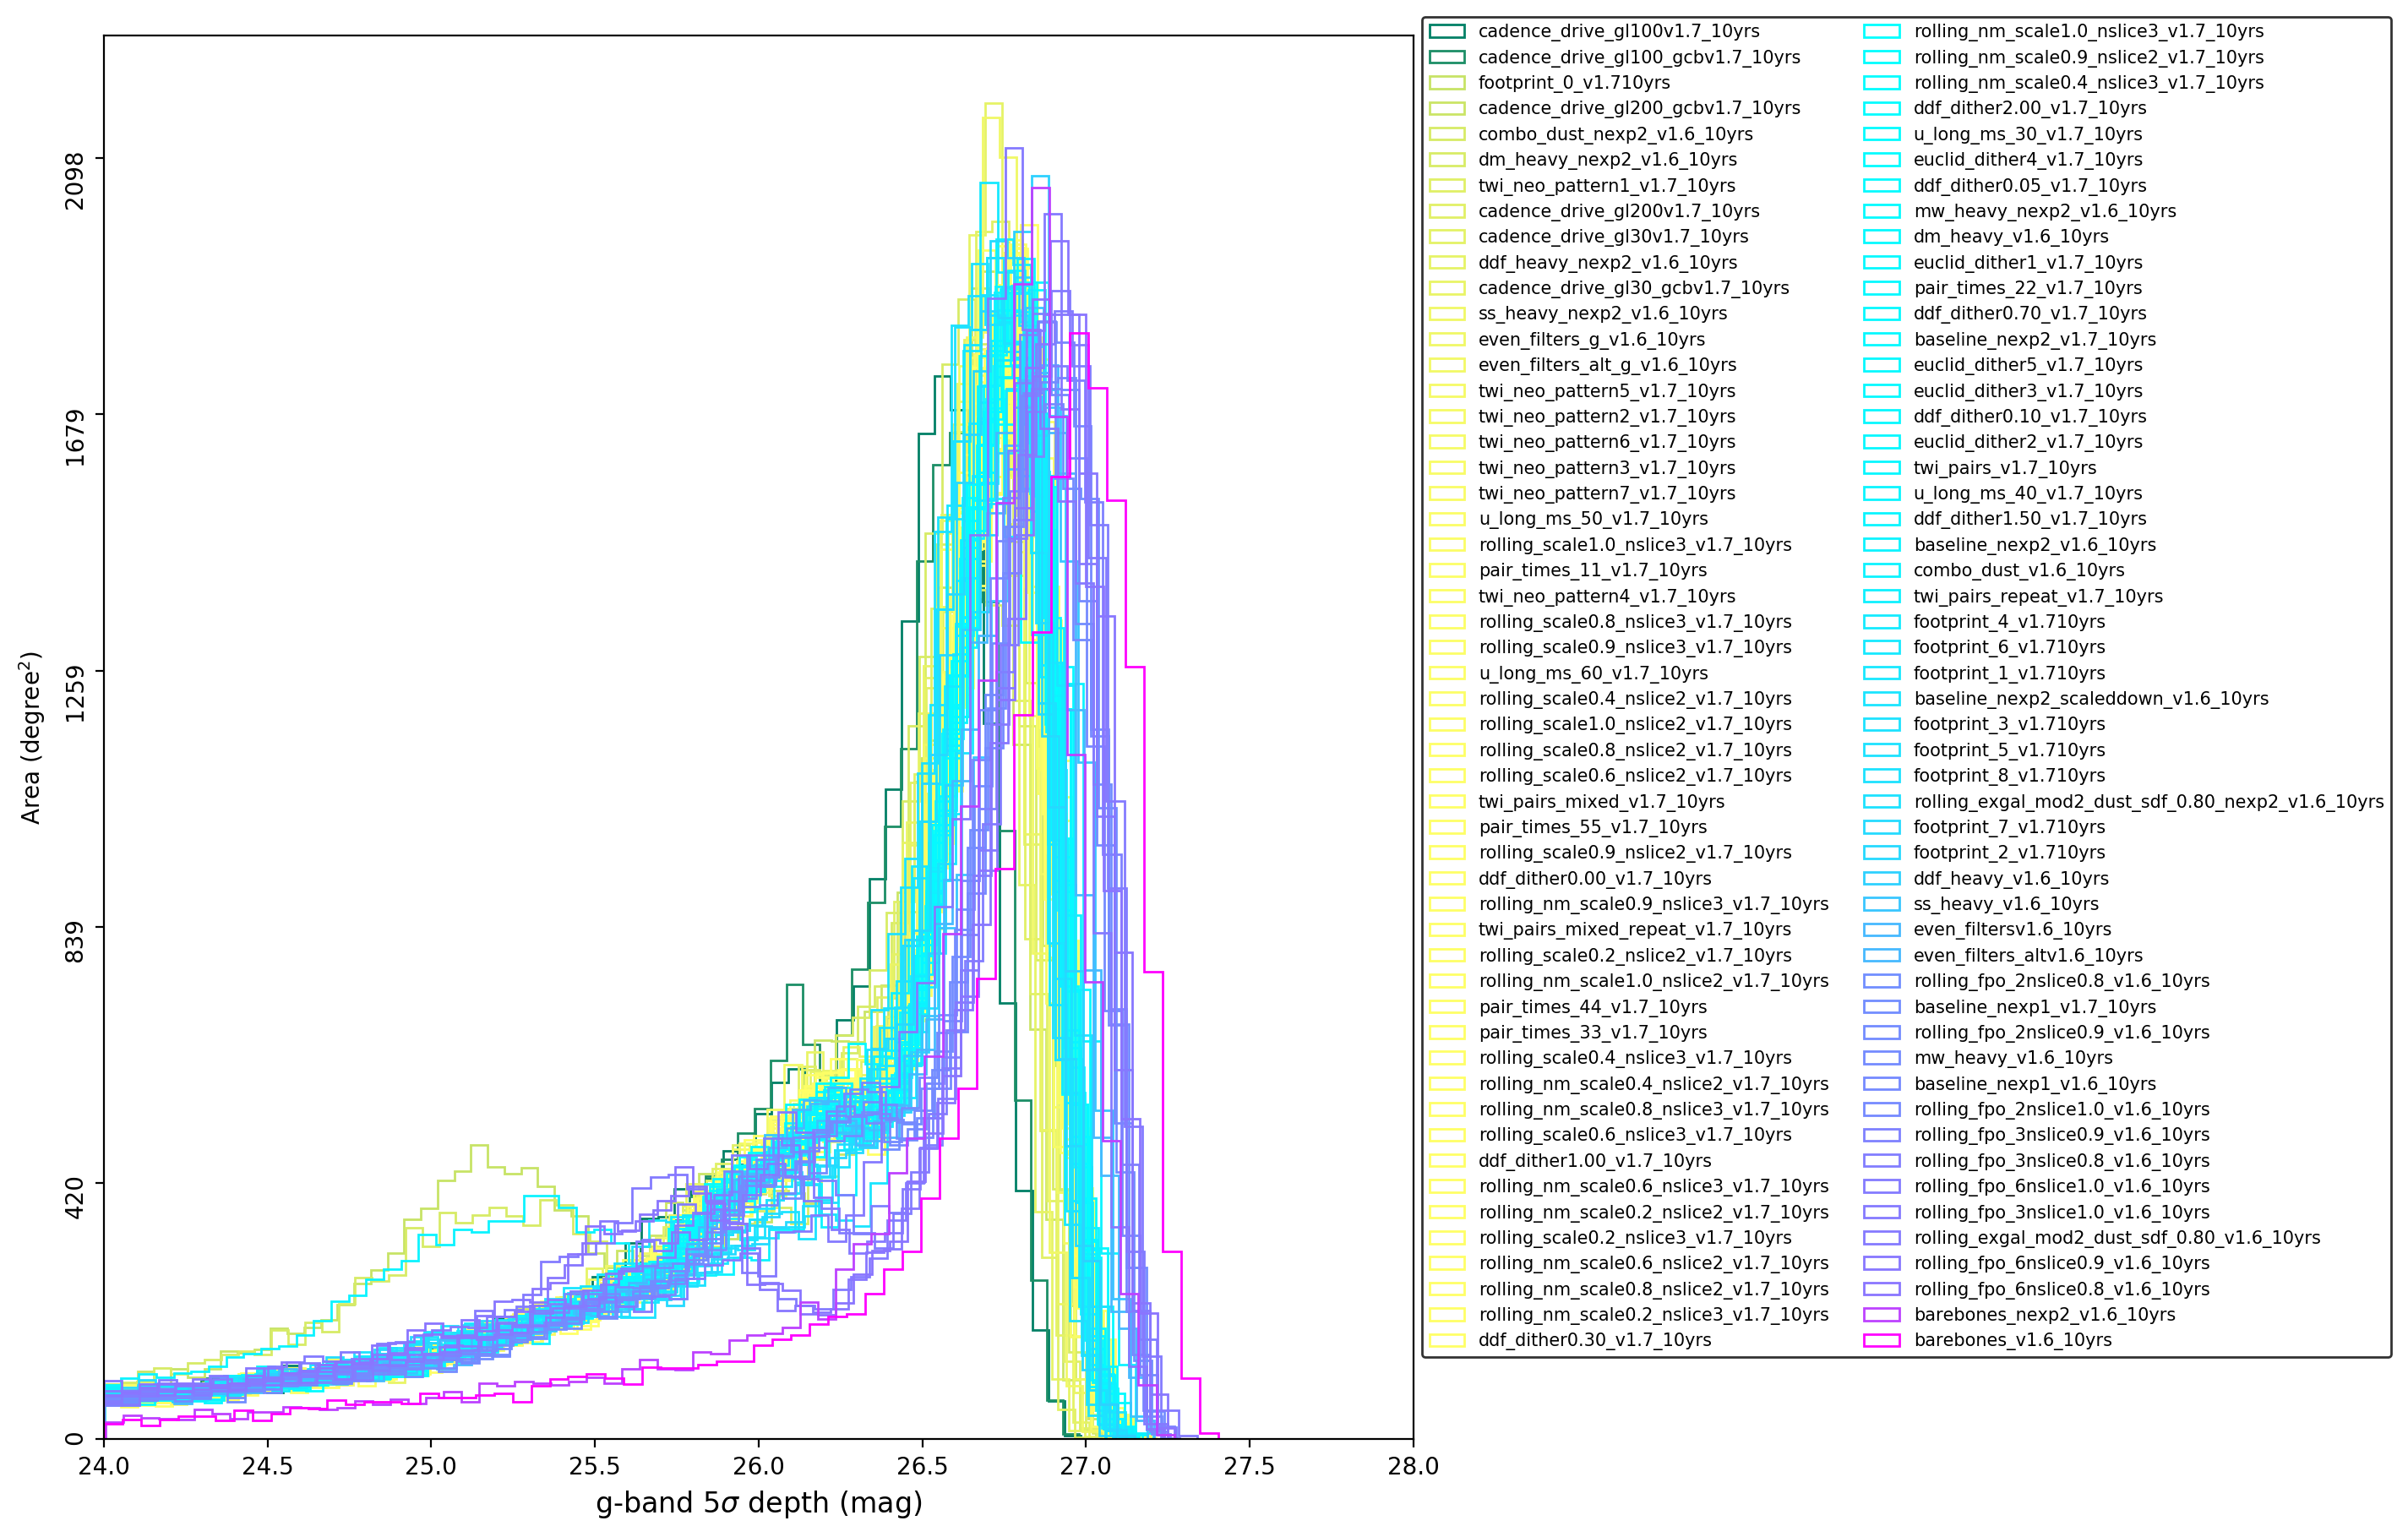 2098
1679
1259
839
420
0
Area (degree²)
24.0 24.5 25.0 25.5 26.0 26.5 27.0 27.5 28.0
g-band 5σ depth (mag)
cadence_drive_gl100v1.7_10yrs
cadence_drive_gl100_gcbv1.7_10yrs
footprint_0_v1.710yrs
cadence_drive_gl200_gcbv1.7_10yrs
combo_dust_nexp2_v1.6_10yrs
dm_heavy_nexp2_v1.6_10yrs
twi_neo_pattern1_v1.7_10yrs
cadence_drive_gl200v1.7_10yrs
cadence_drive_gl30v1.7_10yrs
ddf_heavy_nexp2_v1.6_10yrs
cadence_drive_gl30_gcbv1.7_10yrs
ss_heavy_nexp2_v1.6_10yrs
even_filters_g_v1.6_10yrs
even_filters_alt_g_v1.6_10yrs
twi_neo_pattern5_v1.7_10yrs
twi_neo_pattern2_v1.7_10yrs
twi_neo_pattern6_v1.7_10yrs
twi_neo_pattern3_v1.7_10yrs
twi_neo_pattern7_v1.7_10yrs
u_long_ms_50_v1.7_10yrs
rolling_scale1.0_nslice3_v1.7_10yrs
pair_times_11_v1.7_10yrs
twi_neo_pattern4_v1.7_10yrs
rolling_scale0.8_nslice3_v1.7_10yrs
rolling_scale0.9_nslice3_v1.7_10yrs
u_long_ms_60_v1.7_10yrs
rolling_scale0.4_nslice2_v1.7_10yrs
rolling_scale1.0_nslice2_v1.7_10yrs
rolling_scale0.8_nslice2_v1.7_10yrs
rolling_scale0.6_nslice2_v1.7_10yrs
twi_pairs_mixed_v1.7_10yrs
pair_times_55_v1.7_10yrs
rolling_scale0.9_nslice2_v1.7_10yrs
ddf_dither0.00_v1.7_10yrs
rolling_nm_scale0.9_nslice3_v1.7_10yrs
twi_pairs_mixed_repeat_v1.7_10yrs
rolling_scale0.2_nslice2_v1.7_10yrs
rolling_nm_scale1.0_nslice2_v1.7_10yrs
pair_times_44_v1.7_10yrs
pair_times_33_v1.7_10yrs
rolling_scale0.4_nslice3_v1.7_10yrs
rolling_nm_scale0.4_nslice2_v1.7_10yrs
rolling_nm_scale0.8_nslice3_v1.7_10yrs
rolling_scale0.6_nslice3_v1.7_10yrs
ddf_dither1.00_v1.7_10yrs
rolling_nm_scale0.6_nslice3_v1.7_10yrs
rolling_nm_scale0.2_nslice2_v1.7_10yrs
rolling_scale0.2_nslice3_v1.7_10yrs
rolling_nm_scale0.6_nslice2_v1.7_10yrs
rolling_nm_scale0.8_nslice2_v1.7_10yrs
rolling_nm_scale0.2_nslice3_v1.7_10yrs
ddf_dither0.30_v1.7_10yrs
rolling_nm_scale1.0_nslice3_v1.7_10yrs
rolling_nm_scale0.9_nslice2_v1.7_10yrs
rolling_nm_scale0.4_nslice3_v1.7_10yrs
ddf_dither2.00_v1.7_10yrs
u_long_ms_30_v1.7_10yrs
euclid_dither4_v1.7_10yrs
ddf_dither0.05_v1.7_10yrs
mw_heavy_nexp2_v1.6_10yrs
dm_heavy_v1.6_10yrs
euclid_dither1_v1.7_10yrs
pair_times_22_v1.7_10yrs
ddf_dither0.70_v1.7_10yrs
baseline_nexp2_v1.7_10yrs
euclid_dither5_v1.7_10yrs
euclid_dither3_v1.7_10yrs
ddf_dither0.10_v1.7_10yrs
euclid_dither2_v1.7_10yrs
twi_pairs_v1.7_10yrs
u_long_ms_40_v1.7_10yrs
ddf_dither1.50_v1.7_10yrs
baseline_nexp2_v1.6_10yrs
combo_dust_v1.6_10yrs
twi_pairs_repeat_v1.7_10yrs
footprint_4_v1.710yrs
footprint_6_v1.710yrs
footprint_1_v1.710yrs
baseline_nexp2_scaleddown_v1.6_10yrs
footprint_3_v1.710yrs
footprint_5_v1.710yrs
footprint_8_v1.710yrs
rolling_exgal_mod2_dust_sdf_0.80_nexp2_v1.6_10yrs
footprint_7_v1.710yrs
footprint_2_v1.710yrs
ddf_heavy_v1.6_10yrs
ss_heavy_v1.6_10yrs
even_filtersv1.6_10yrs
even_filters_altv1.6_10yrs
rolling_fpo_2nslice0.8_v1.6_10yrs
baseline_nexp1_v1.7_10yrs
rolling_fpo_2nslice0.9_v1.6_10yrs
mw_heavy_v1.6_10yrs
baseline_nexp1_v1.6_10yrs
rolling_fpo_2nslice1.0_v1.6_10yrs
rolling_fpo_3nslice0.9_v1.6_10yrs
rolling_fpo_3nslice0.8_v1.6_10yrs
rolling_fpo_6nslice1.0_v1.6_10yrs
rolling_fpo_3nslice1.0_v1.6_10yrs
rolling_exgal_mod2_dust_sdf_0.80_v1.6_10yrs
rolling_fpo_6nslice0.9_v1.6_10yrs
rolling_fpo_6nslice0.8_v1.6_10yrs
barebones_nexp2_v1.6_10yrs
barebones_v1.6_10yrs